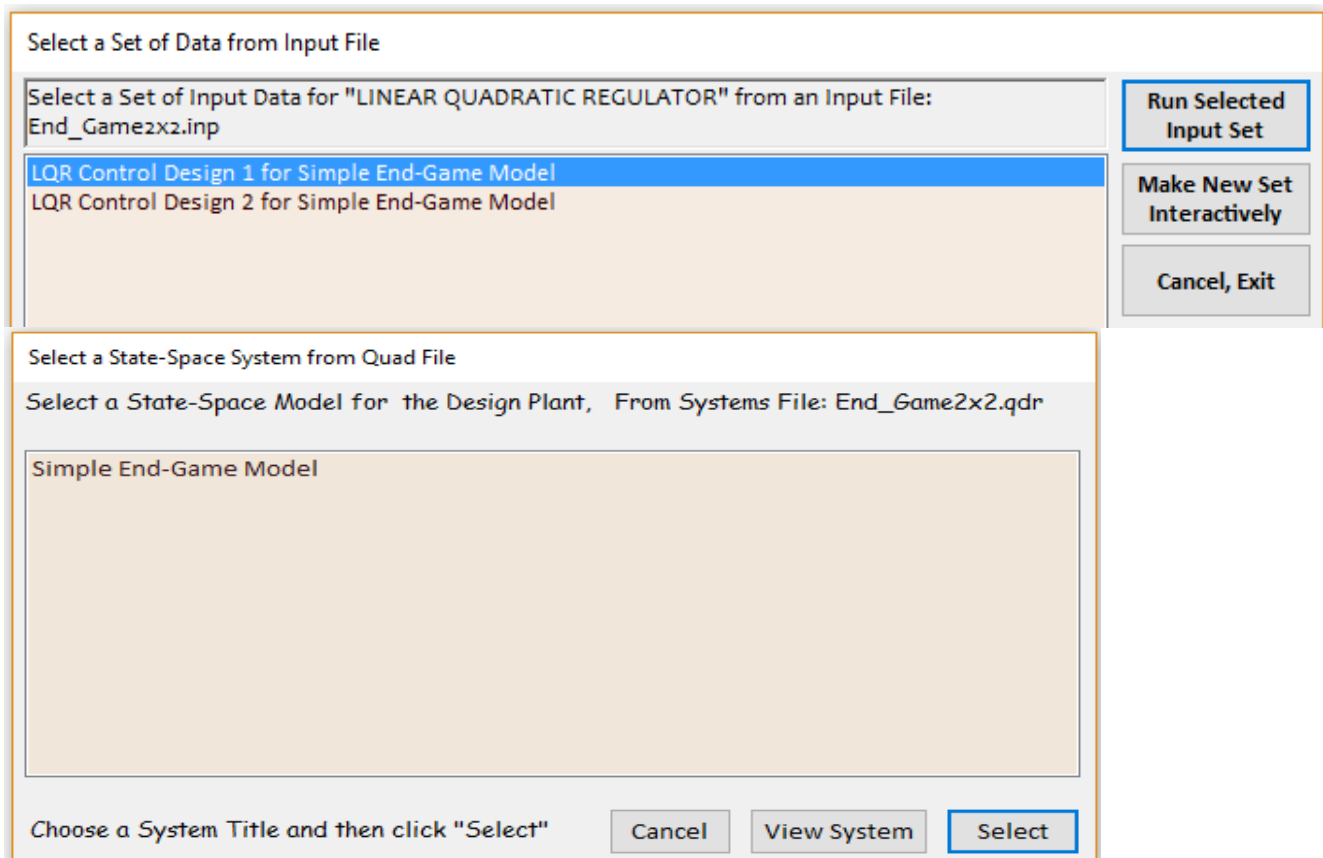 Select a Set of Data from Input File
Select a Set of Input Data for "LINEAR QUADRATIC REGULATOR" from an Input File:
End_Game2x2.inp
Run Selected
Input Set
LQR Control Design 1 for Simple End-Game Model
LQR Control Design 2 for Simple End-Game Model
Make New Set
Interactively
Cancel, Exit
Select a State-Space System from Quad File
Select a State-Space Model for the Design Plant, From Systems File: End_Game2x2.qdr
Simple End-Game Model
Choose a System Title and then click "Select"
Cancel
View System
Select